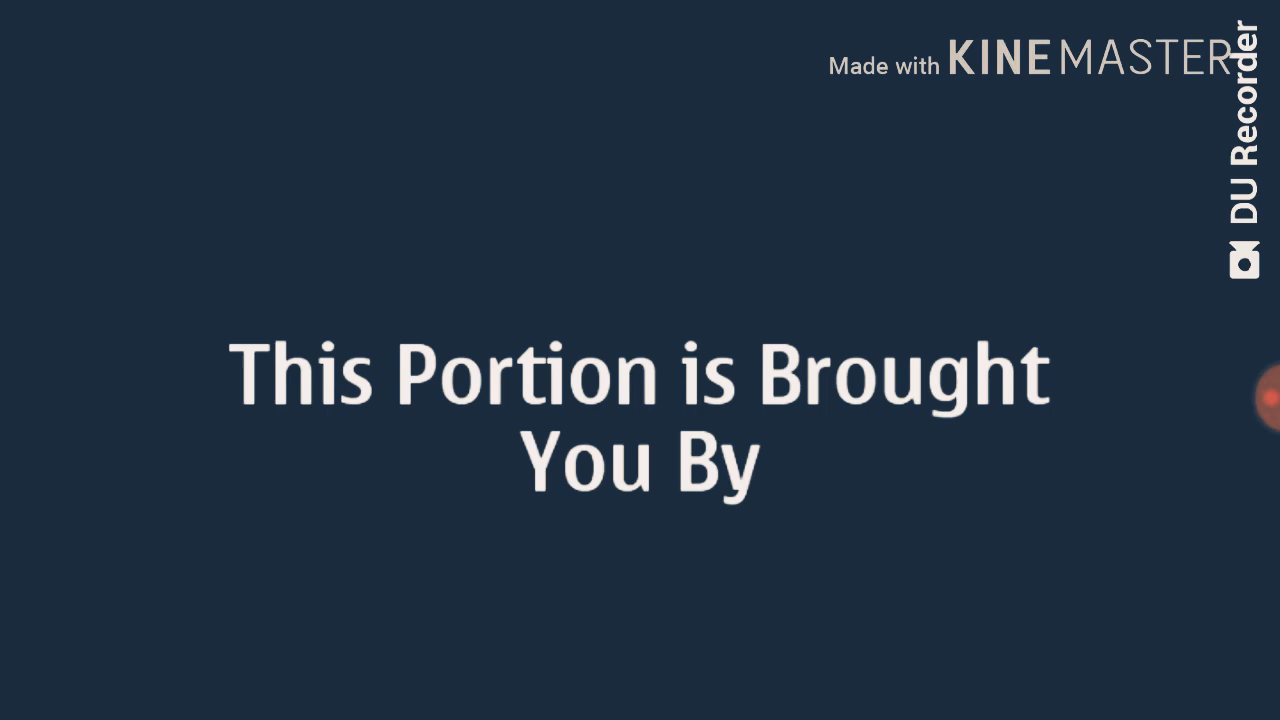 Made with KINEMASTER
DU Recorder
This Portion is Brought
You By